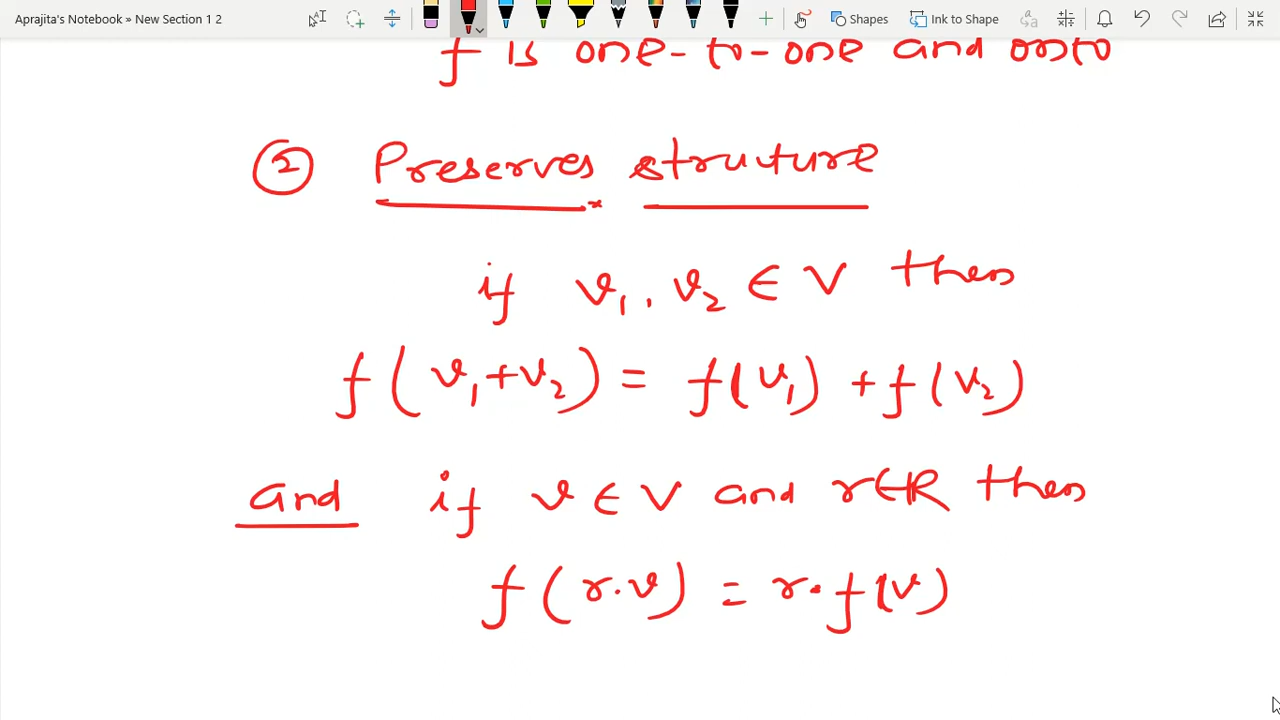 Aprajita's Notebook » New Section 1 2
Shapes
Ink to Shape
f is one-to-one and onto
② Preserves structure
if v₁, v₂ ∈ V then
f(v₁+v₂) = f(v₁) + f(v₂)
and if v ∈ V and r∈R then
f(r·v) = r·f(v)